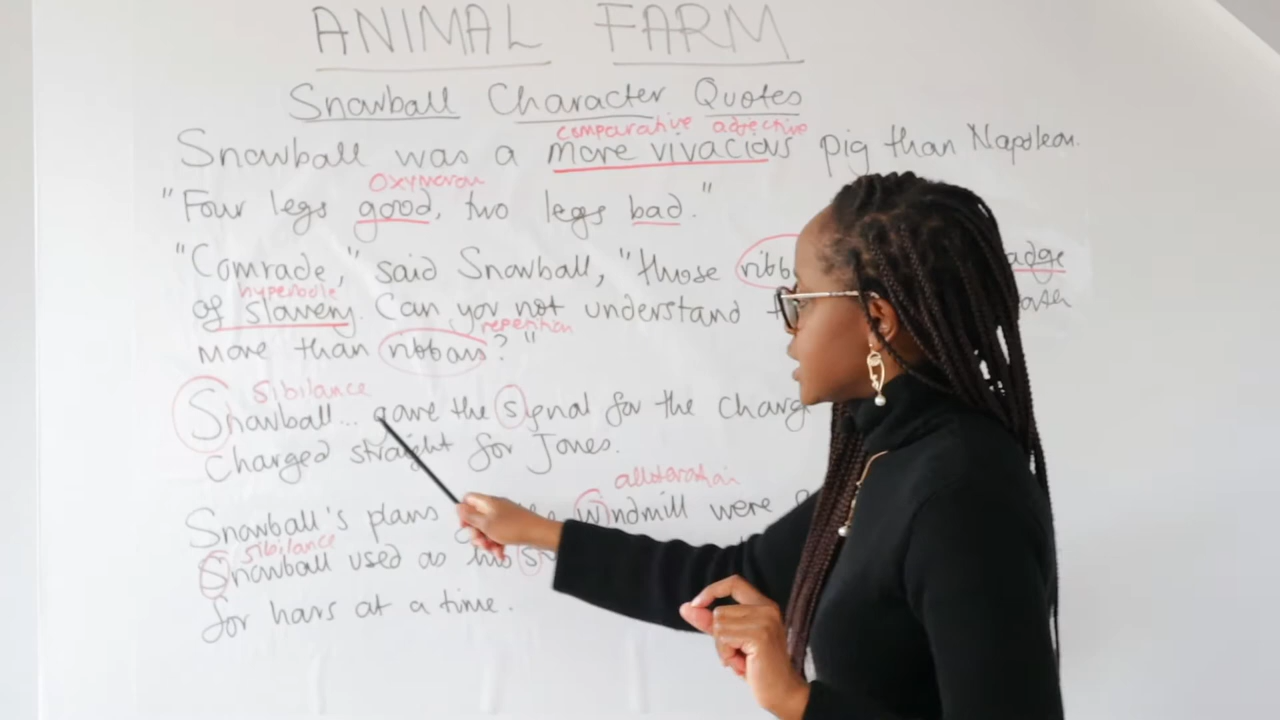 ANIMAL FARM
Snowball Character Quotes
comparative adjective
Snowball was a more vivacious pig than Napoleon.
oxymoron
"Four legs good, two legs bad."
"Comrade," said Snowball, "those ribb adge
hyperbole
of slavery. Can you not understand
repetition
more than ribbons?"
sibilance
Snowball... gave the signal for the charge
charged straight for Jones.
alliteration
Snowball's plans windmill were
sibilance
Snowball used as his s
for hours at a time.